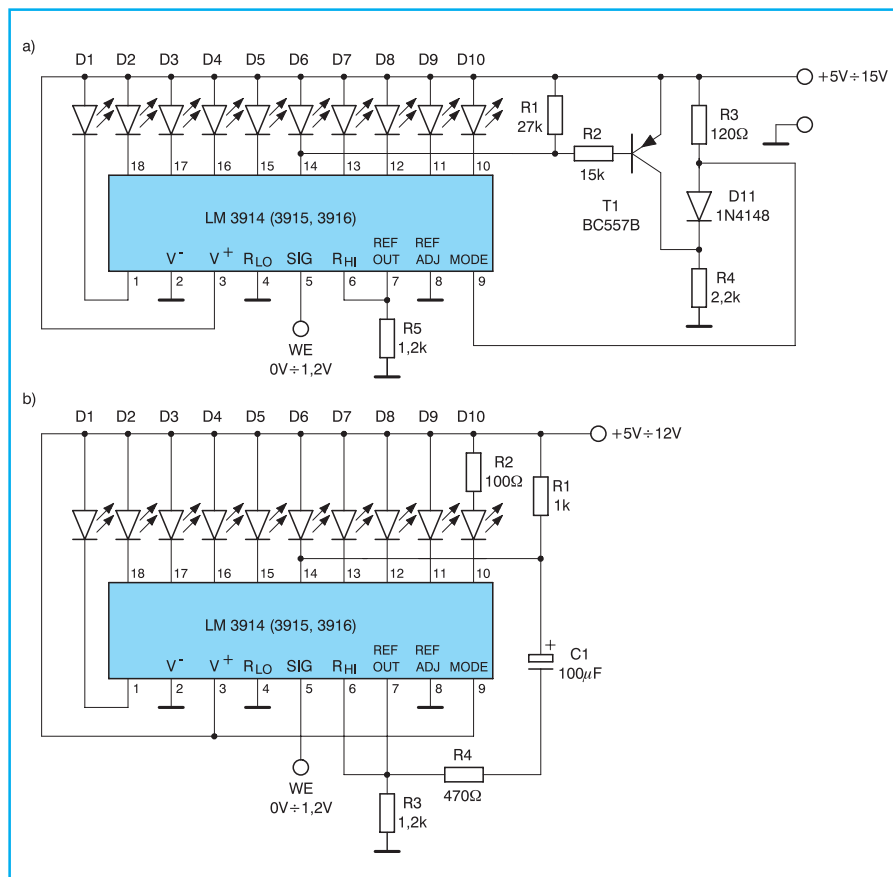 a)
D1 D2 D3 D4 D5 D6 D7 D8 D9 D10
+5V÷15V
R1
27k
R2
15k
R3
120Ω
T1
BC557B
D11
1N4148
18 17 16 15 14 13 12 11 10
LM 3914 (3915, 3916)
V- V+ RLO SIG RHI REF OUT REF ADJ MODE
1 2 3 4 5 6 7 8 9
R4
2,2k
R5
1,2k
WE
0V÷1,2V
b)
D1 D2 D3 D4 D5 D6 D7 D8 D9 D10
+5V÷12V
R2
100Ω
R1
1k
18 17 16 15 14 13 12 11 10
LM 3914 (3915, 3916)
V- V+ RLO SIG RHI REF OUT REF ADJ MODE
1 2 3 4 5 6 7 8 9
+
C1
100μF
R4
470Ω
WE
0V÷1,2V
R3
1,2k